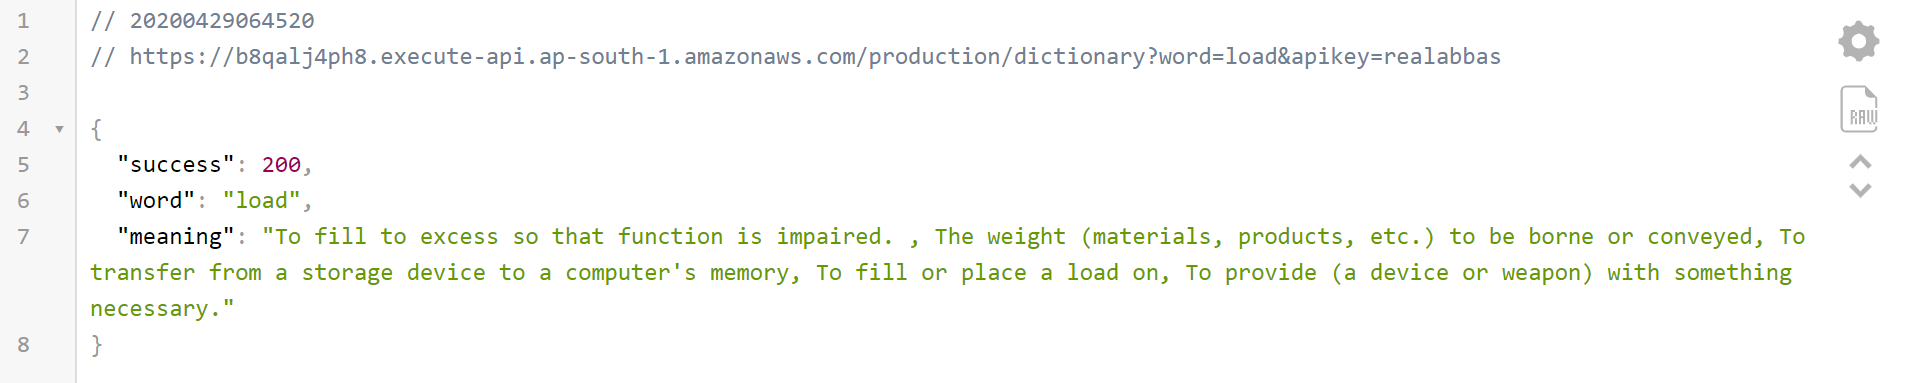 1 // 20200429064520
2 // https://b8qalj4ph8.execute-api.ap-south-1.amazonaws.com/production/dictionary?word=load&apikey=realabbas
3
4 {
5 "success": 200,
6 "word": "load",
7 "meaning": "To fill to excess so that function is impaired. , The weight (materials, products, etc.) to be borne or conveyed, To
transfer from a storage device to a computer's memory, To fill or place a load on, To provide (a device or weapon) with something
necessary."
8 }
RAW